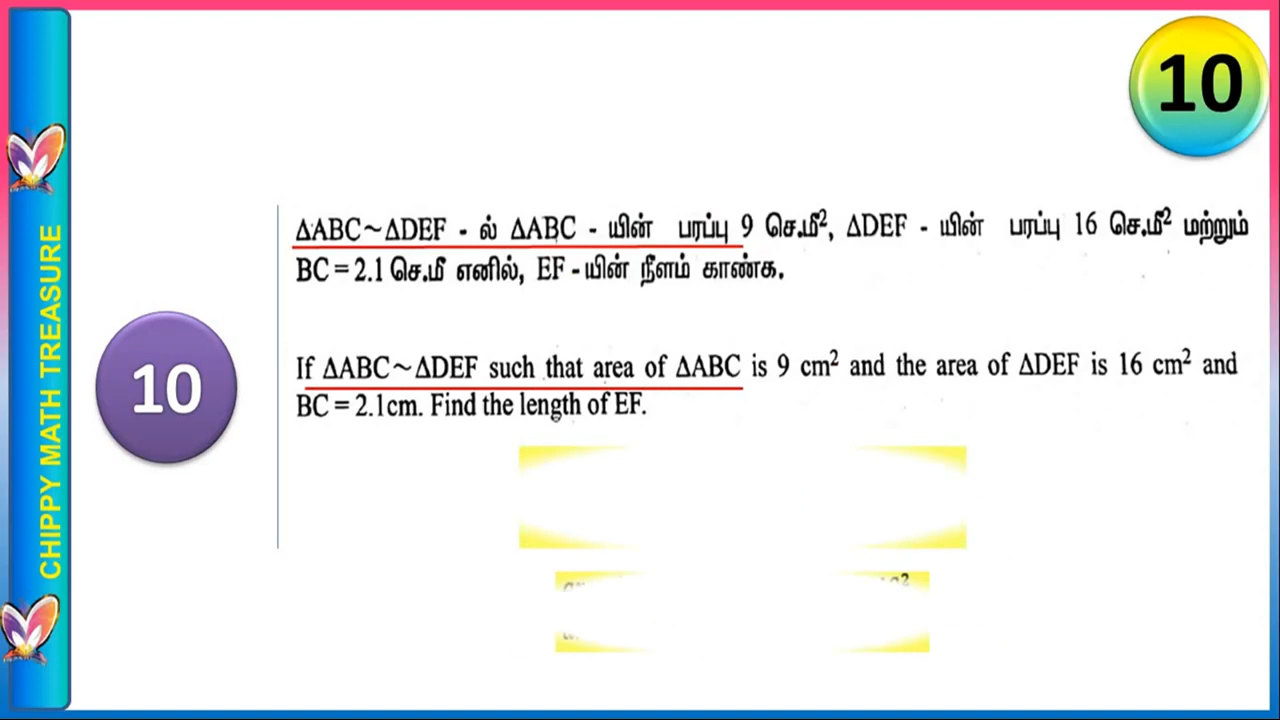 10
ΔABC~ΔDEF - ல் ΔABC - யின் பரப்பு 9 செ.மீ², ΔDEF - யின் பரப்பு 16 செ.மீ² மற்றும்
BC = 2.1 செ.மீ எனில், EF - யின் நீளம் காண்க.
10
If ΔABC~ΔDEF such that area of ΔABC is 9 cm² and the area of ΔDEF is 16 cm² and
BC = 2.1cm. Find the length of EF.
CHIPPY MATH TREASURE